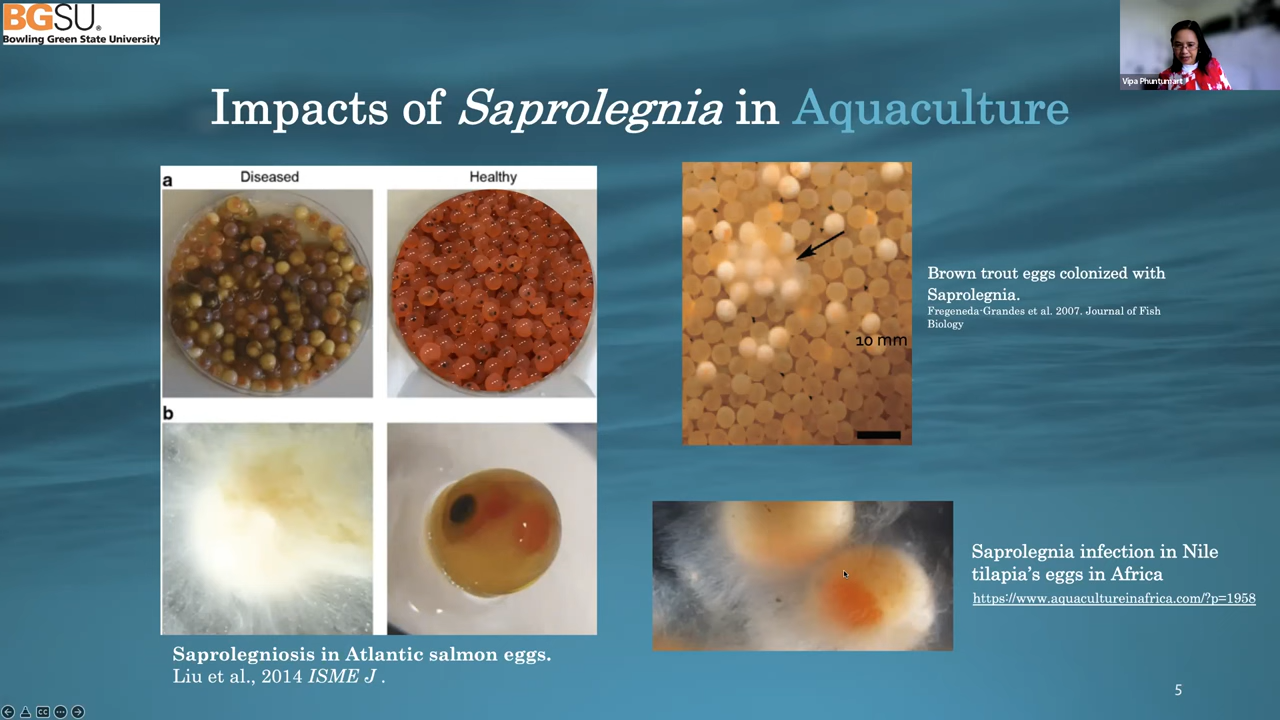 BGSU®
Bowling Green State University
Vipa Phuntumart
Impacts of Saprolegnia in Aquaculture
a
Diseased
Healthy
b
Saprolegniosis in Atlantic salmon eggs.
Liu et al., 2014 ISME J .
10 mm
Brown trout eggs colonized with
Saprolegnia.
Fregeneda-Grandes et al. 2007. Journal of Fish
Biology
Saprolegnia infection in Nile
tilapia's eggs in Africa
https://www.aquacultureinafrica.com/?p=1958
5
CC